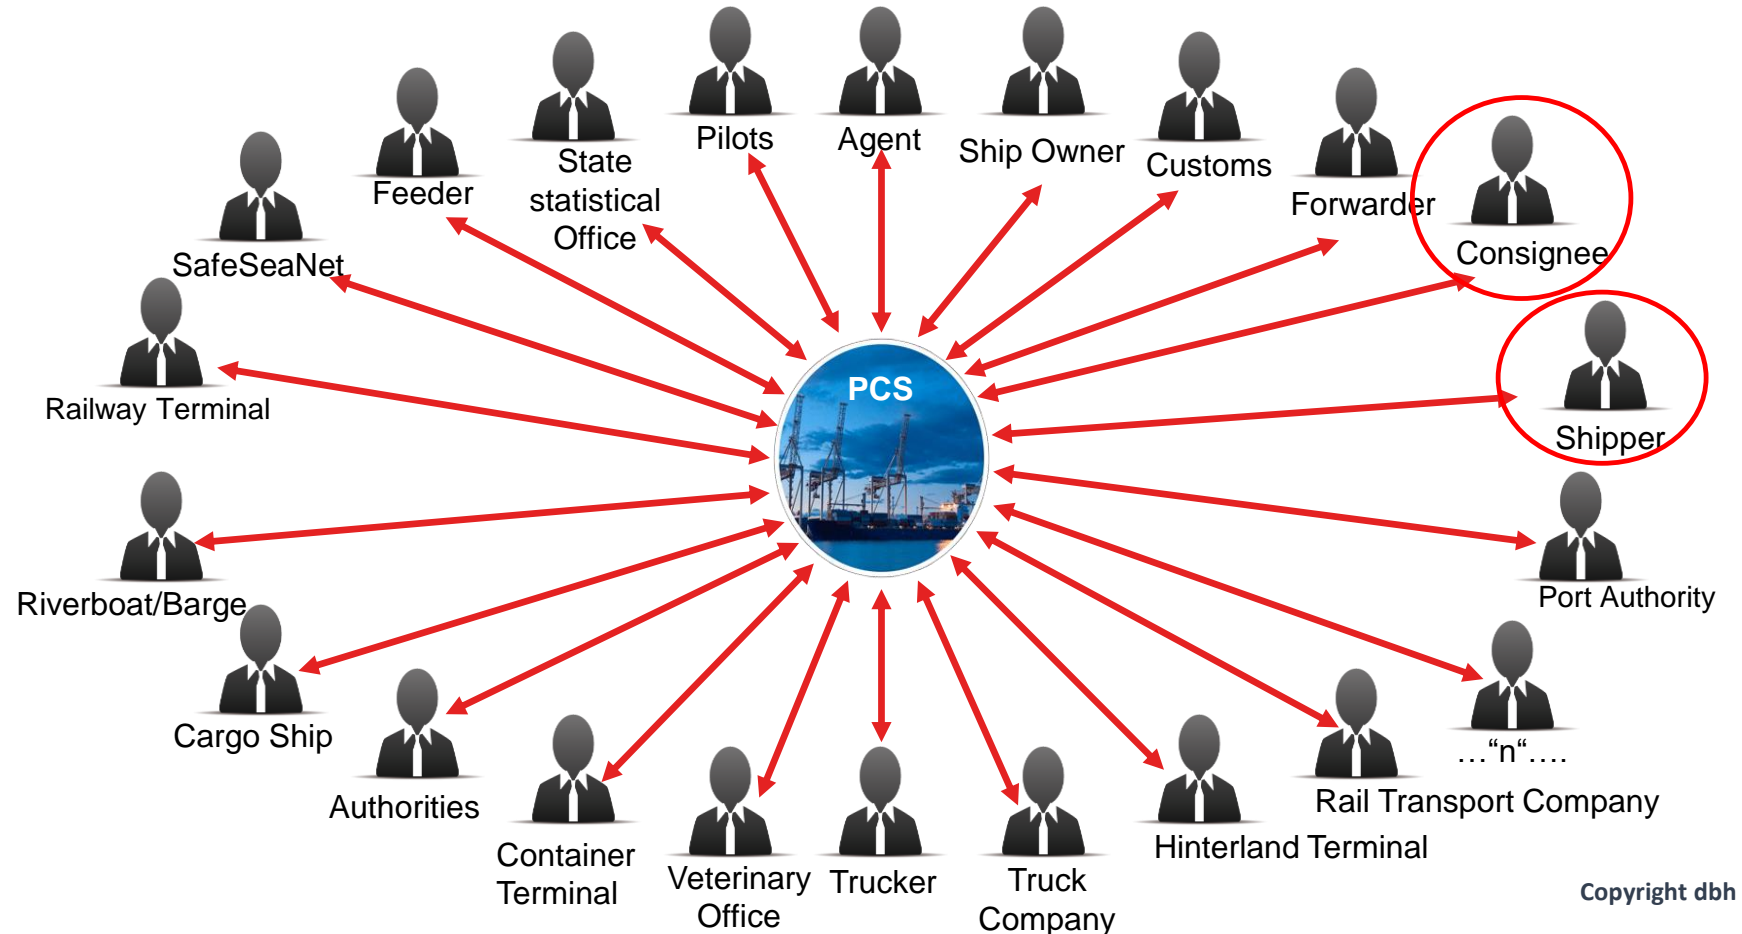 Pilots
Agent
Ship Owner
Customs
State
statistical
Office
Feeder
Forwarder
SafeSeaNet
Consignee
Railway Terminal
PCS
Shipper
Riverboat/Barge
Port Authority
Cargo Ship
…“n“….
Authorities
Rail Transport Company
Container
Terminal
Veterinary
Office
Trucker
Truck
Company
Hinterland Terminal
Copyright dbh